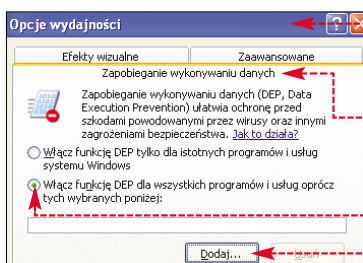 Opcje wydajności
Efekty wizualne
Zaawansowane
Zapobieganie wykonywaniu danych
Zapobieganie wykonywaniu danych (DEP, Data
Execution Prevention) ułatwia ochronę przed
szkodami powodowanymi przez wirusy oraz innymi
zagrożeniami bezpieczeństwa. Jak to działa?
Włącz funkcję DEP tylko dla istotnych programów i usług
systemu Windows
Włącz funkcję DEP dla wszystkich programów i usług oprócz
tych wybranych poniżej:
Dodaj...
Usuń